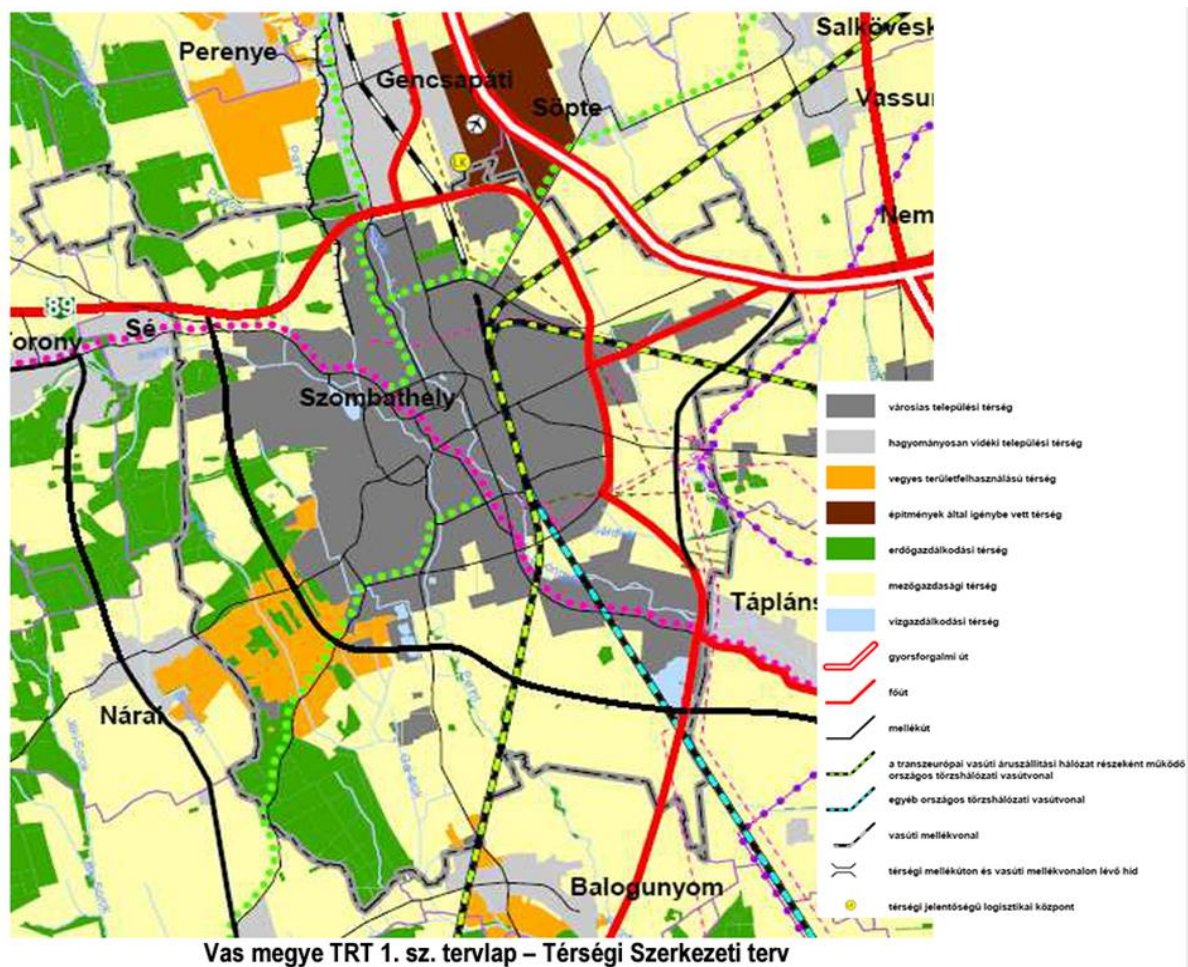 Perenye
Salkövesk
Gencsapáti
Söpte
Vassur
LK
Nem
89
Sé
orony
Szombathely
városias települési térség
hagyományosan vidéki települési térség
vegyes területfelhasználású térség
építmények által igénybe vett térség
erdőgazdálkodási térség
mezőgazdasági térség
vízgazdálkodási térség
Tápláns
gyorsforgalmi út
főút
Nárai
mellékút
a transzeurópai vasúti áruszállítási hálózat részeként működő
országos törzshálózati vasútvonal
egyéb országos törzshálózati vasútvonal
vasúti mellékvonal
térségi mellékúton és vasúti mellékvonalon lévő híd
Balogunyom
térségi jelentőségű logisztikai központ
Vas megye TRT 1. sz. tervlap – Térségi Szerkezeti terv